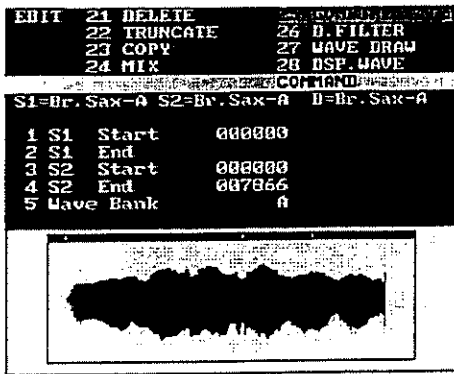 EDIT 21 DELETE
22 TRUNCATE 26 D.FILTER
23 COPY 27 WAVE DRAW
24 MIX 28 DSP.WAVE
COMMAND
S1=Br.Sax-A S2=Br.Sax-A D=Br.Sax-A
1 S1 Start 000000
2 S1 End
3 S2 Start 000000
4 S2 End 007866
5 Wave Bank A